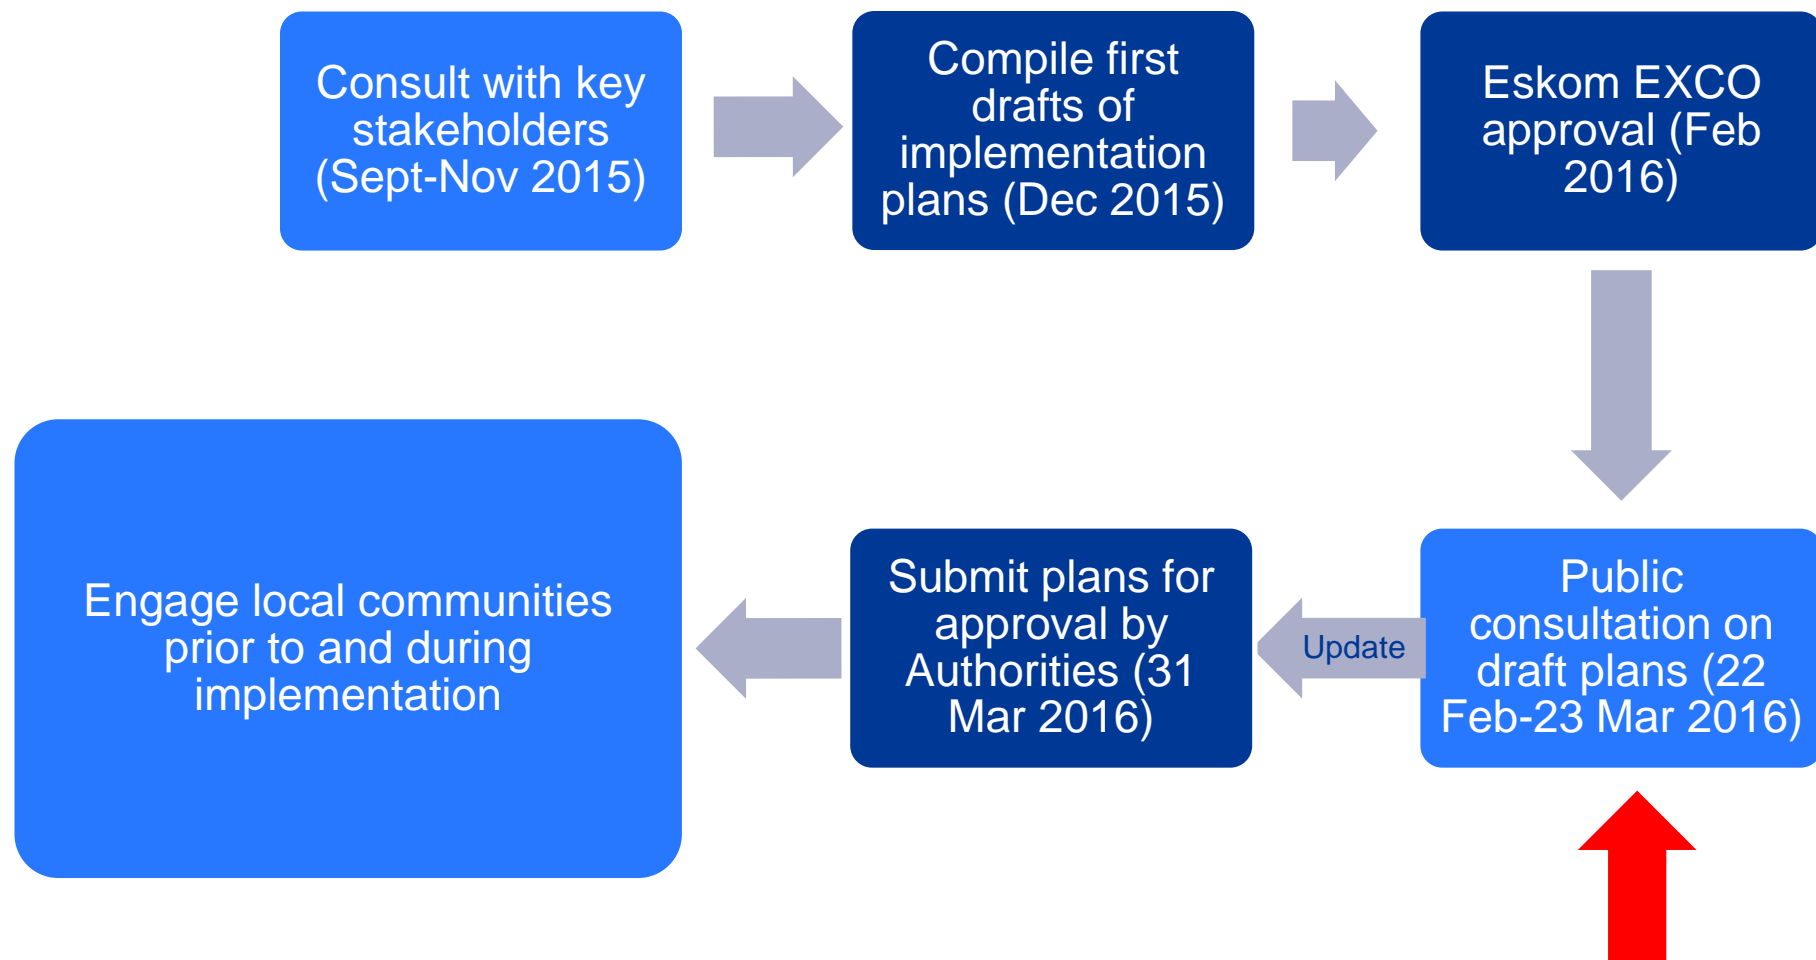 Consult with key
stakeholders
(Sept-Nov 2015)
Compile first
drafts of
implementation
plans (Dec 2015)
Eskom EXCO
approval (Feb
2016)
Public
consultation on
draft plans (22
Feb-23 Mar 2016)
Update
Submit plans for
approval by
Authorities (31
Mar 2016)
Engage local communities
prior to and during
implementation